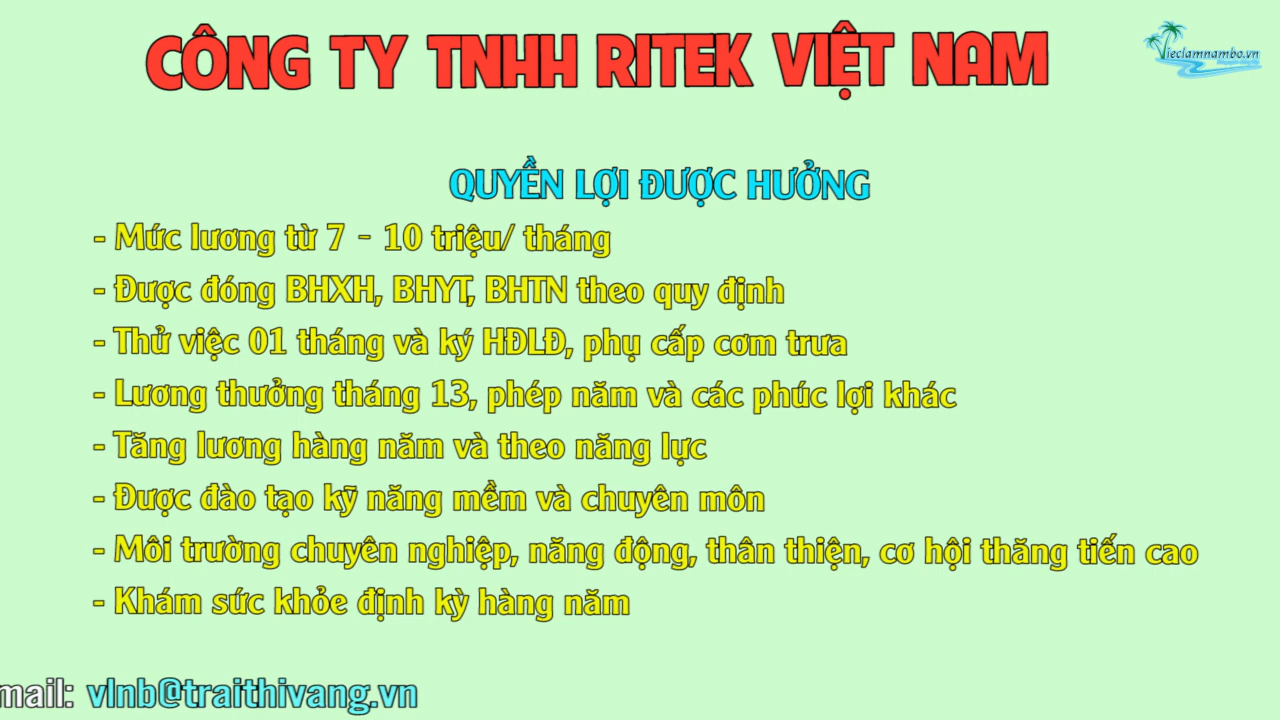 CÔNG TY TNHH RITEK VIỆT NAM
Vieclamnambo.vn
QUYỀN LỢI ĐƯỢC HƯỞNG
- Mức lương từ 7 - 10 triệu/ tháng
- Được đóng BHXH, BHYT, BHTN theo quy định
- Thử việc 01 tháng và ký HĐLĐ, phụ cấp cơm trưa
- Lương thưởng tháng 13, phép năm và các phúc lợi khác
- Tăng lương hàng năm và theo năng lực
- Được đào tạo kỹ năng mềm và chuyên môn
- Môi trường chuyên nghiệp, năng động, thân thiện, cơ hội thăng tiến cao
- Khám sức khỏe định kỳ hàng năm
mail: vlnb@traithivang.vn